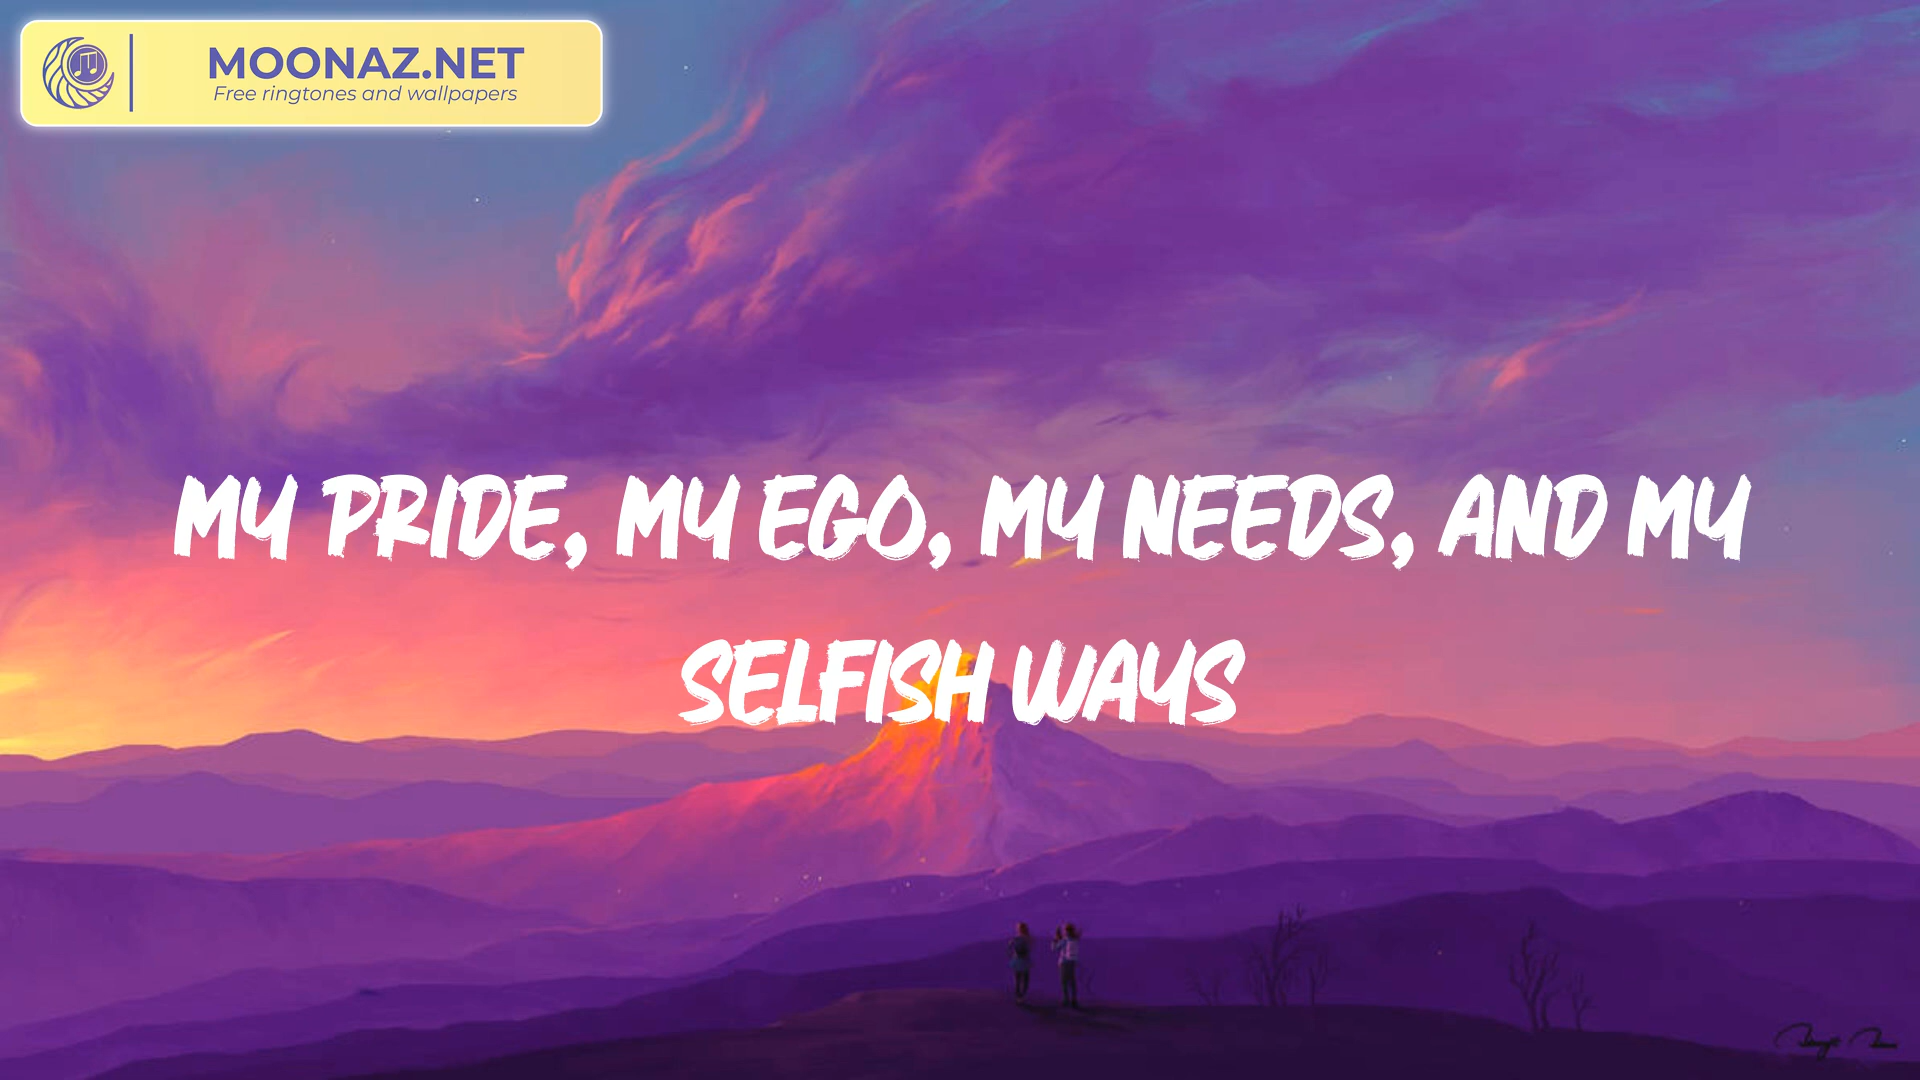 MOONAZ.NET
Free ringtones and wallpapers
MY PRIDE, MY EGO, MY NEEDS, AND MY
SELFISH WAYS